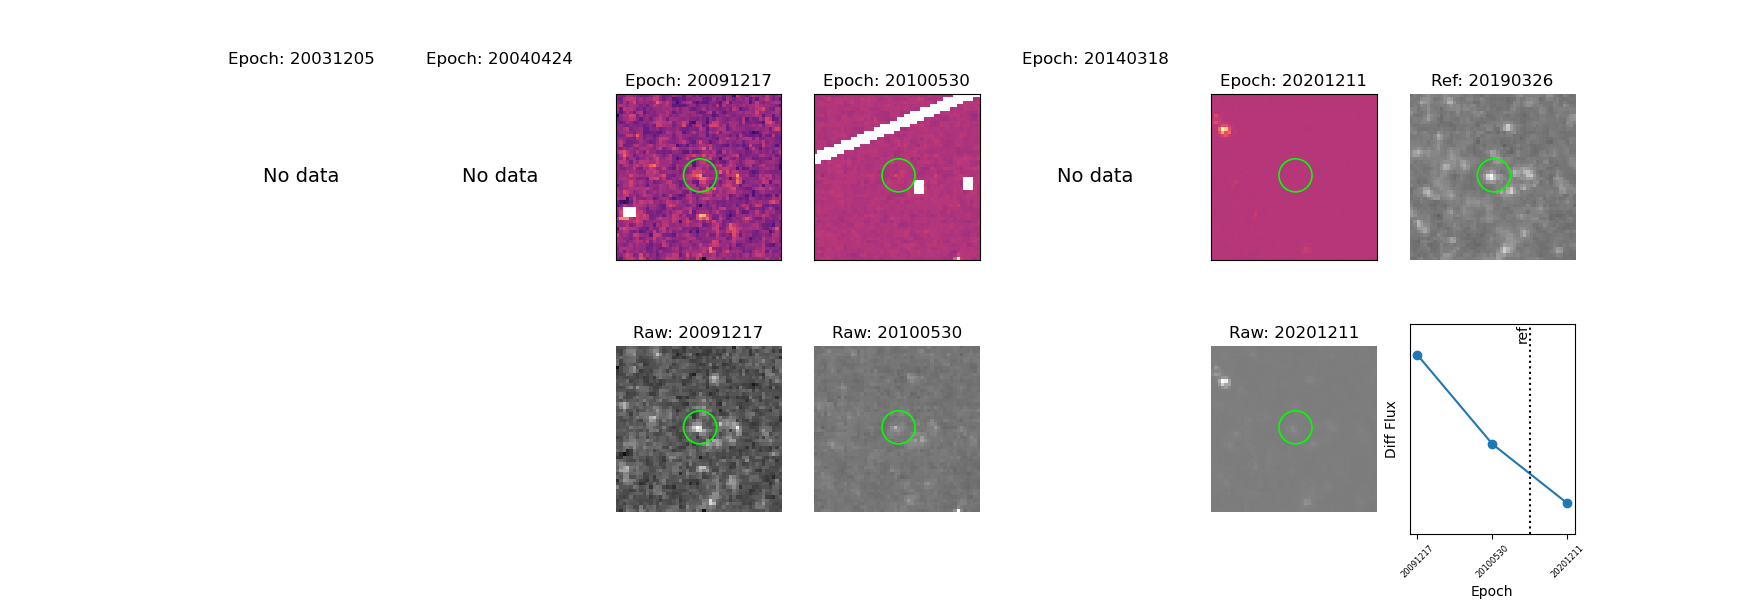 Epoch: 20031205
Epoch: 20040424
Epoch: 20091217
Epoch: 20100530
Epoch: 20140318
Epoch: 20201211
Ref: 20190326
No data
No data
No data
Raw: 20091217
Raw: 20100530
Raw: 20201211
ref
Diff Flux
20091217
20100530
20201211
Epoch